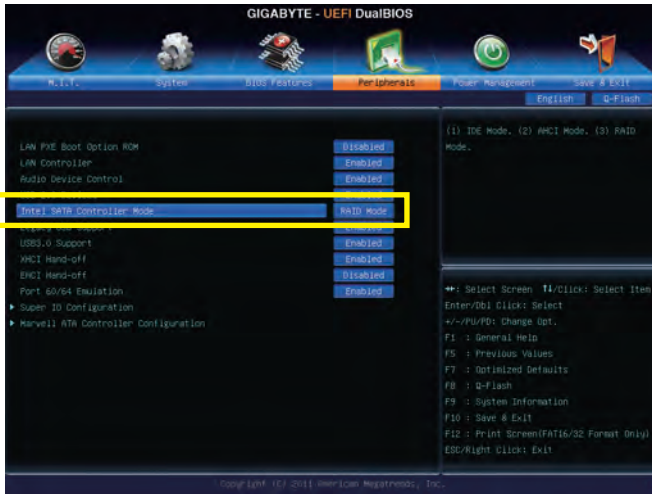 GIGABYTE - UEFI DualBIOS
M.I.T. System BIOS Features Peripherals Power Management Save & Exit
English Q-Flash
LAN PXE Boot Option ROM Disabled
LAN Controller Enabled
Audio Device Control Enabled
Intel SATA Controller Mode RAID Mode
Legacy USB Support Enabled
USB3.0 Support Enabled
XHCI Hand-off Enabled
EHCI Hand-off Disabled
Port 60/64 Emulation Enabled
Super IO Configuration
Marvell ATA Controller Configuration
(1) IDE Mode. (2) AHCI Mode. (3) RAID
Mode.
↔: Select Screen ↑↓/Click: Select Item
Enter/Dbl Click: Select
+/-/PU/PD: Change Opt.
F1 : General Help
F5 : Previous Values
F7 : Optimized Defaults
F8 : Q-Flash
F9 : System Information
F10 : Save & Exit
F12 : Print Screen(FAT16/32 Format Only)
ESC/Right Click: Exit
Copyright (C) 2011 American Megatrends, Inc.